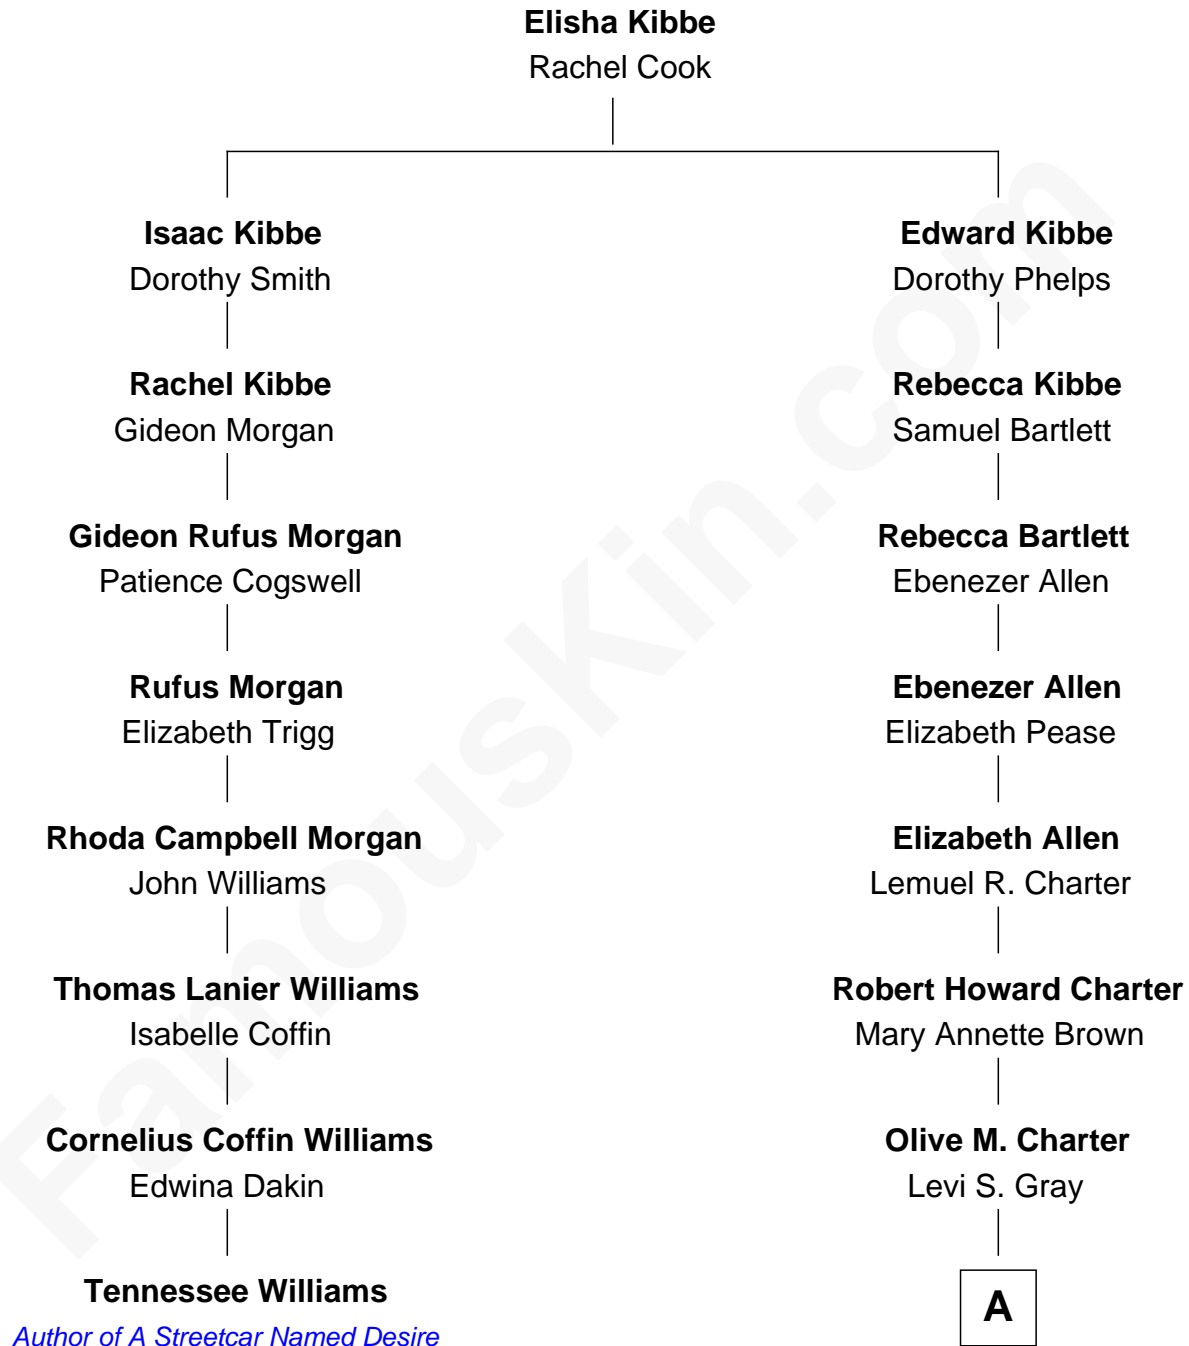 Elisha Kibbe
Rachel Cook
Isaac Kibbe
Dorothy Smith
Edward Kibbe
Dorothy Phelps
Rachel Kibbe
Gideon Morgan
Rebecca Kibbe
Samuel Bartlett
Gideon Rufus Morgan
Patience Cogswell
Rebecca Bartlett
Ebenezer Allen
Rufus Morgan
Elizabeth Trigg
Ebenezer Allen
Elizabeth Pease
Rhoda Campbell Morgan
John Williams
Elizabeth Allen
Lemuel R. Charter
Thomas Lanier Williams
Isabelle Coffin
Robert Howard Charter
Mary Annette Brown
Cornelius Coffin Williams
Edwina Dakin
Olive M. Charter
Levi S. Gray
Tennessee Williams
Author of A Streetcar Named Desire
A
FamousKin.com